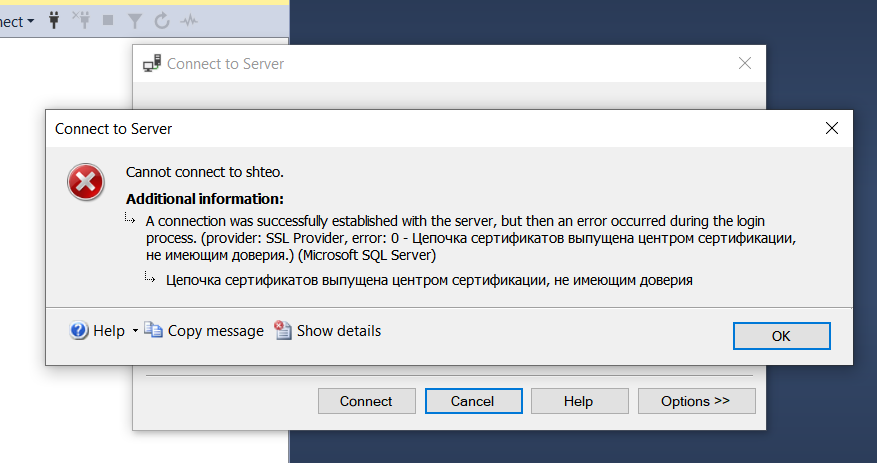 Connect to Server
Connect to Server
Cannot connect to shteo.
Additional information:
A connection was successfully established with the server, but then an error occurred during the login
process. (provider: SSL Provider, error: 0 - Цепочка сертификатов выпущена центром сертификации,
не имеющим доверия.) (Microsoft SQL Server)
Цепочка сертификатов выпущена центром сертификации, не имеющим доверия
Help
Copy message
Show details
OK
Connect
Cancel
Help
Options >>